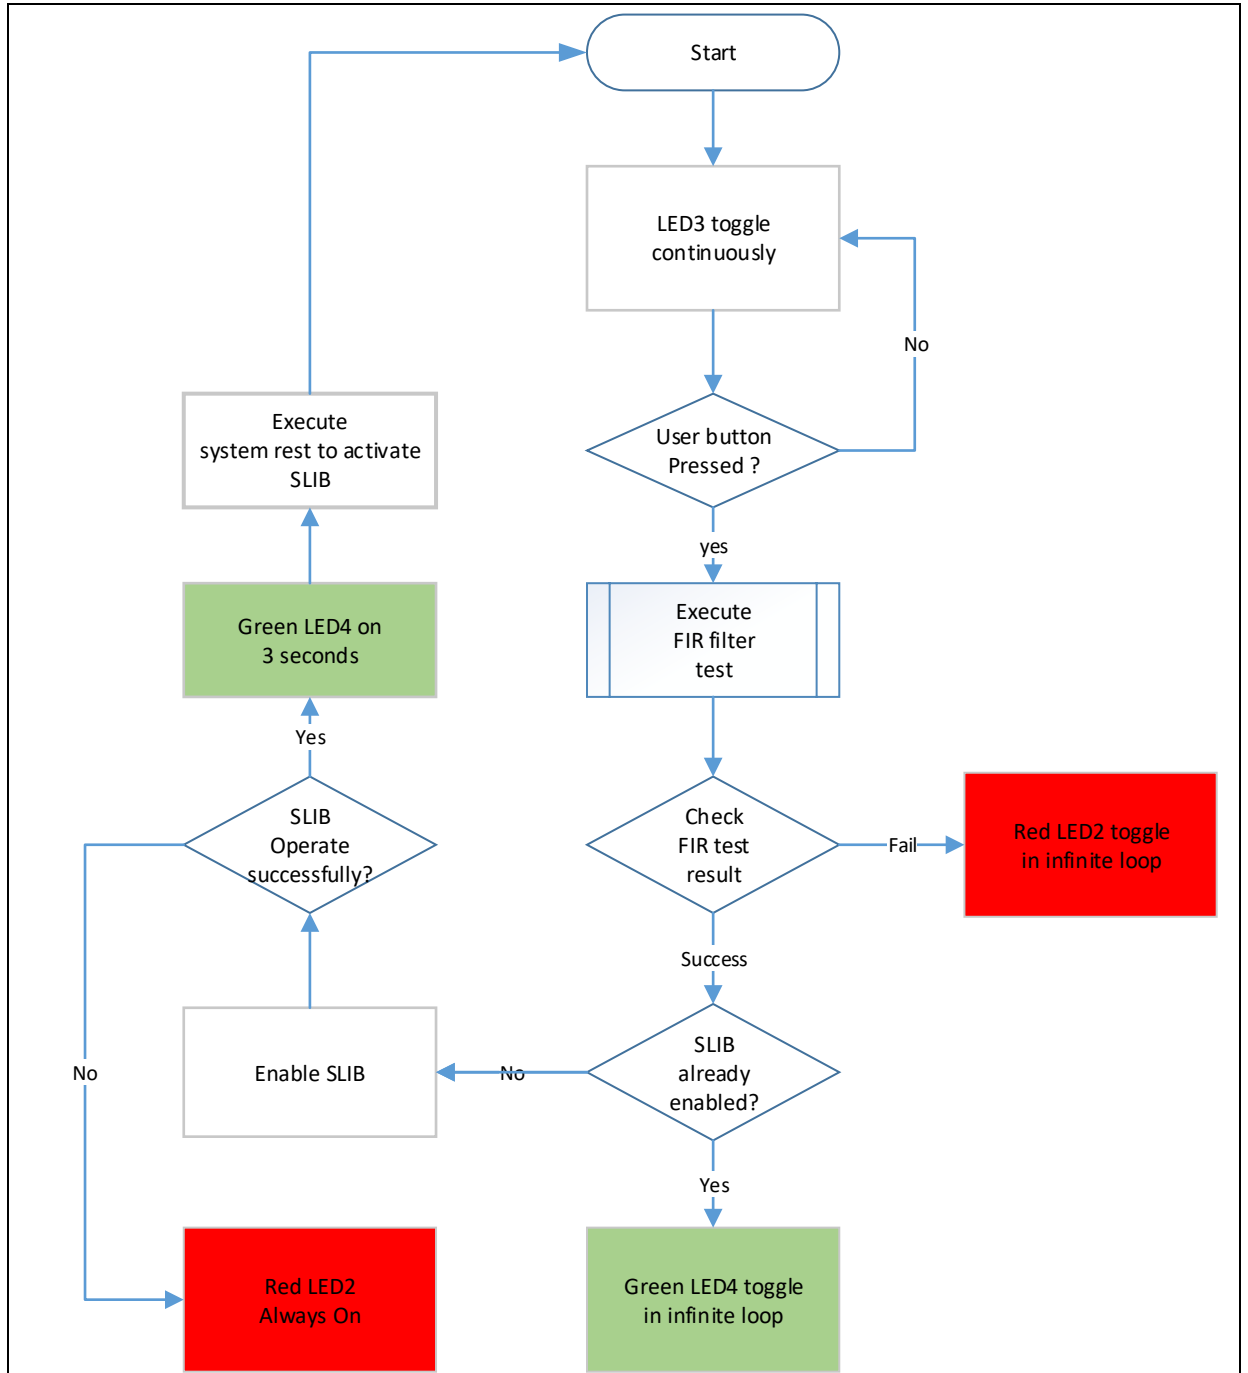 Start
LED3 toggle
continuously
No
User button
Pressed ?
yes
Execute
FIR filter
test
Check
FIR test
result
Fail
Red LED2 toggle
in infinite loop
Success
SLIB
already
enabled?
Yes
Green LED4 toggle
in infinite loop
No
Enable SLIB
SLIB
Operate
successfully?
Yes
Green LED4 on
3 seconds
Execute
system rest to activate
SLIB
No
Red LED2
Always On